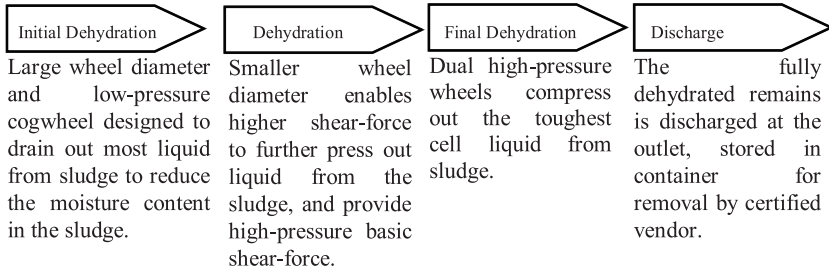 Initial Dehydration
Large wheel diameter
and low-pressure
cogwheel designed to
drain out most liquid
from sludge to reduce
the moisture content
in the sludge.
Dehydration
Smaller wheel
diameter enables
higher shear-force
to further press out
liquid from the
sludge, and provide
high-pressure basic
shear-force.
Final Dehydration
Dual high-pressure
wheels compress
out the toughest
cell liquid from
sludge.
Discharge
The fully
dehydrated remains
is discharged at the
outlet, stored in
container for
removal by certified
vendor.